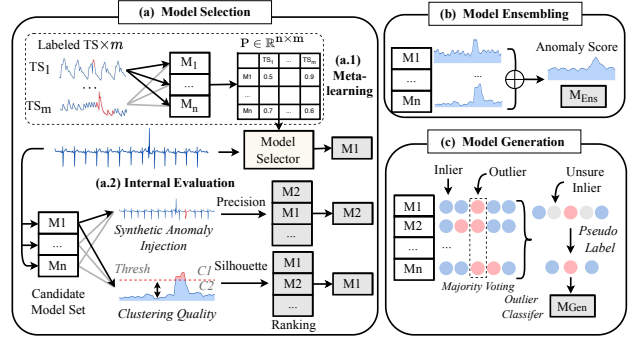 (a) Model Selection
Labeled TS×m
TS1
...
TSm
M1
...
Mn
P ∈ ℝ^n×m
TS1 ... TSm
M1 0.5 0.9
...
Mn 0.7 ... 0.6
(a.1)
Meta-
learning
Model
Selector
M1
(a.2) Internal Evaluation
M1
...
Mn
Candidate
Model Set
Synthetic Anomaly
Injection
Precision
M2
M1
...
M2
Thresh
C1
C2
Clustering Quality
Silhouette
M1
M2
...
Ranking
M1
(b) Model Ensembling
M1
...
Mn
...
Anomaly Score
MEns
(c) Model Generation
Inlier
Outlier
Unsure
Inlier
M1
M2
...
Mn
Majority Voting
Pseudo
Label
Outlier
Classifer
MGen